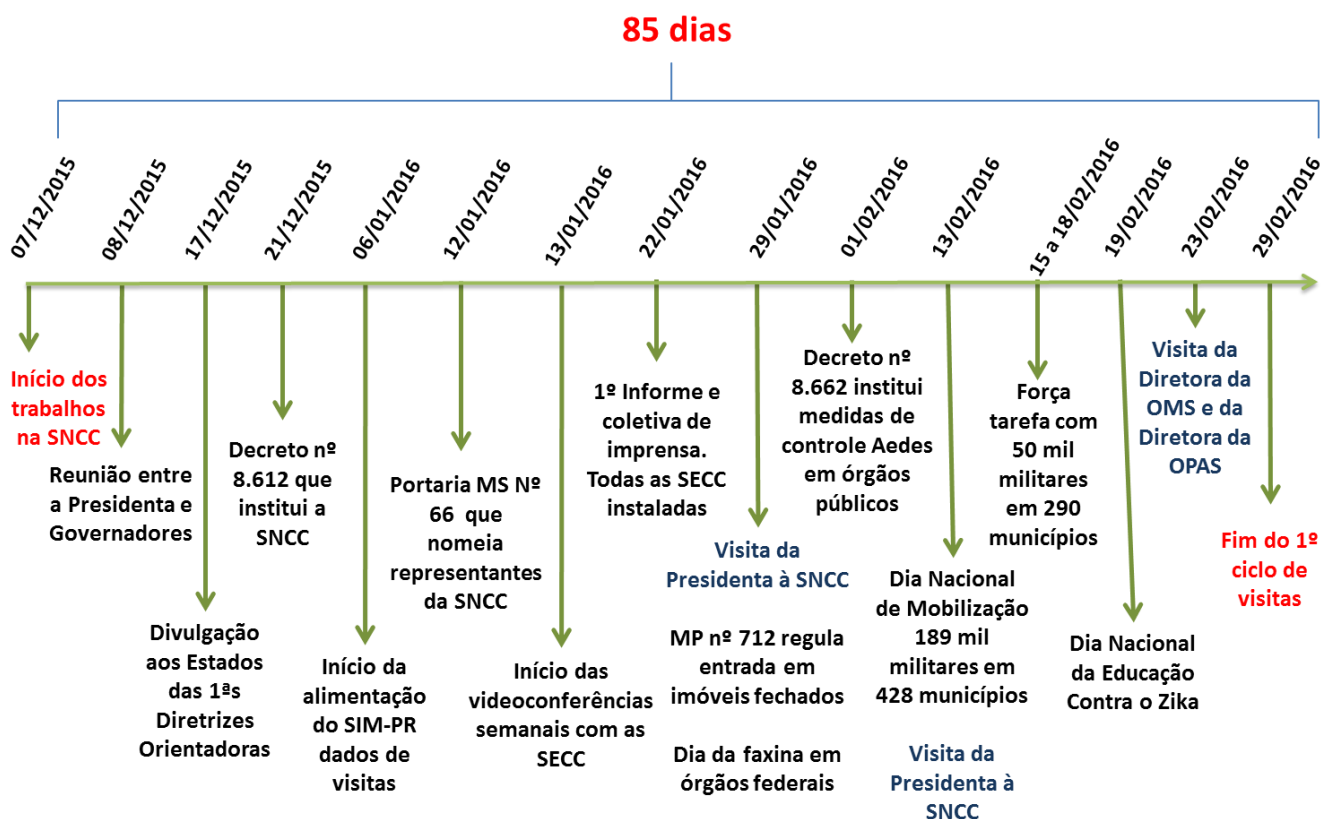 85 dias
07/12/2015
08/12/2015
17/12/2015
21/12/2015
06/01/2016
12/01/2016
13/01/2016
22/01/2016
29/01/2016
01/02/2016
13/02/2016
15 a 18/02/2016
19/02/2016
23/02/2016
29/02/2016
Início dos
trabalhos
na SNCC
Reunião entre
a Presidenta e
Governadores
Divulgação
aos Estados
das 1ªs
Diretrizes
Orientadoras
Decreto nº
8.612 que
institui a
SNCC
Início da
alimentação
do SIM-PR
dados de
visitas
Portaria MS Nº
66 que
nomeia
representantes
da SNCC
Início das
videoconferências
semanais com as
SECC
1º Informe e
coletiva de
imprensa.
Todas as SECC
instaladas
Visita da
Presidenta à SNCC
MP nº 712 regula
entrada em
imóveis fechados
Dia da faxina em
órgãos federais
Decreto nº
8.662 institui
medidas de
controle Aedes
em órgãos
públicos
Dia Nacional
de Mobilização
189 mil
militares em
428 municípios
Visita da
Presidenta à
SNCC
Força
tarefa com
50 mil
militares
em 290
municípios
Dia Nacional
da Educação
Contra o Zika
Visita da
Diretora da
OMS e da
Diretora da
OPAS
Fim do 1º
ciclo de
visitas